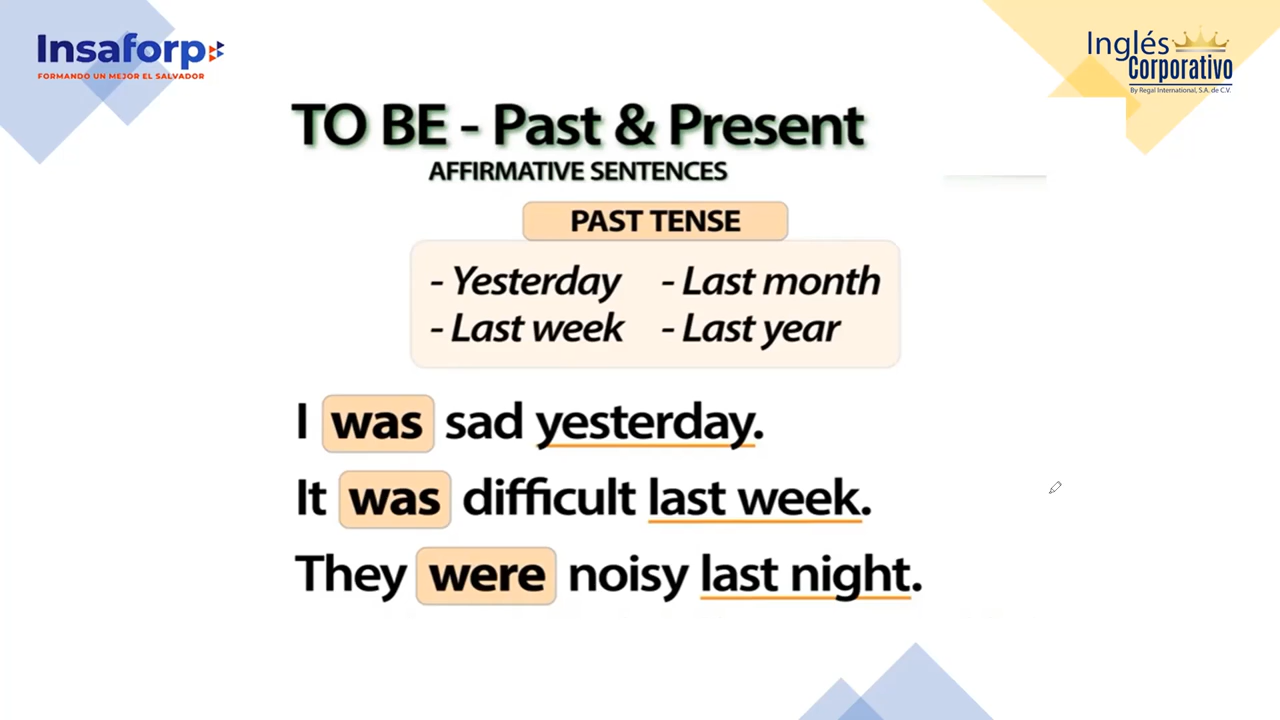 Insaforp
FORMANDO UN MEJOR EL SALVADOR
Inglés
Corporativo
By Regal International, S.A. de C.V.
TO BE - Past & Present
AFFIRMATIVE SENTENCES
PAST TENSE
- Yesterday - Last month
- Last week - Last year
I was sad yesterday.
It was difficult last week.
They were noisy last night.